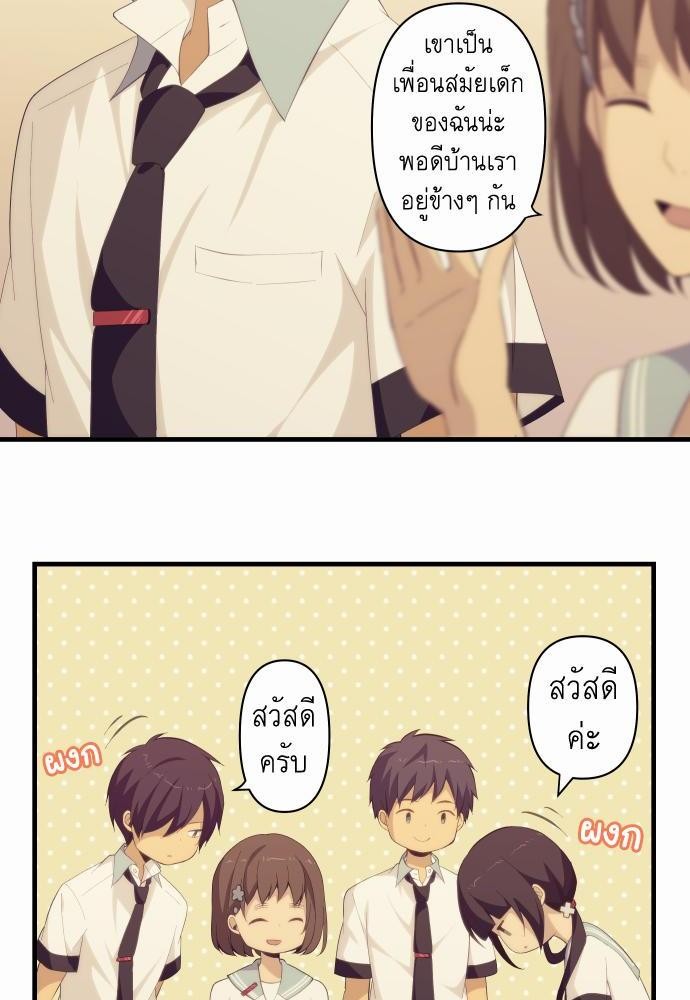 เขาเป็น
เพื่อนสมัยเด็ก
ของฉันน่ะ
พอดีบ้านเรา
อยู่ข้างๆ กัน
ผงก
สวัสดี
ครับ
สวัสดี
ค่ะ
ผงก